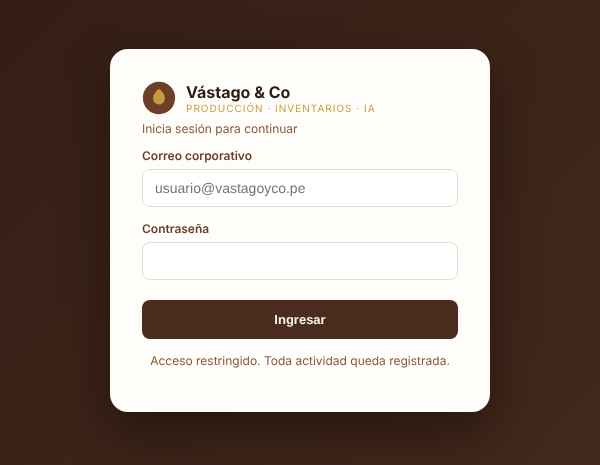 Vástago & Co
PRODUCCIÓN · INVENTARIOS · IA
Inicia sesión para continuar
Correo corporativo
usuario@vastagoyco.pe
Contraseña
Ingresar
Acceso restringido. Toda actividad queda registrada.